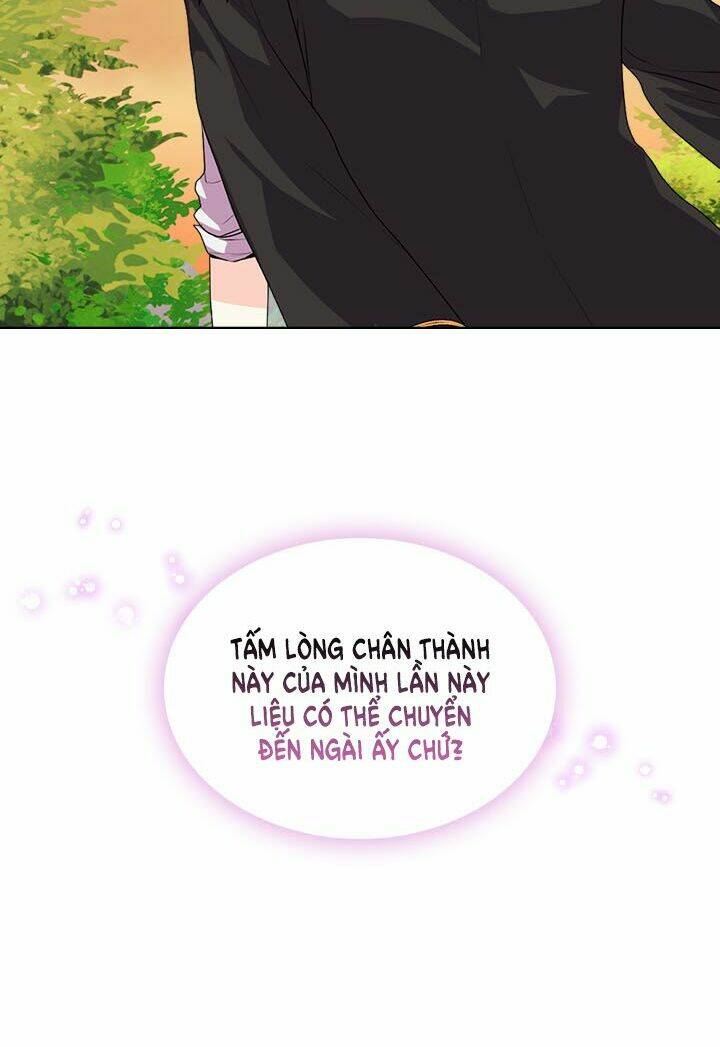 TẤM LÒNG CHÂN THÀNH
NÀY CỦA MÌNH LẦN NÀY
LIỆU CÓ THỂ CHUYỂN
ĐẾN NGÀI ẤY CHỨ?